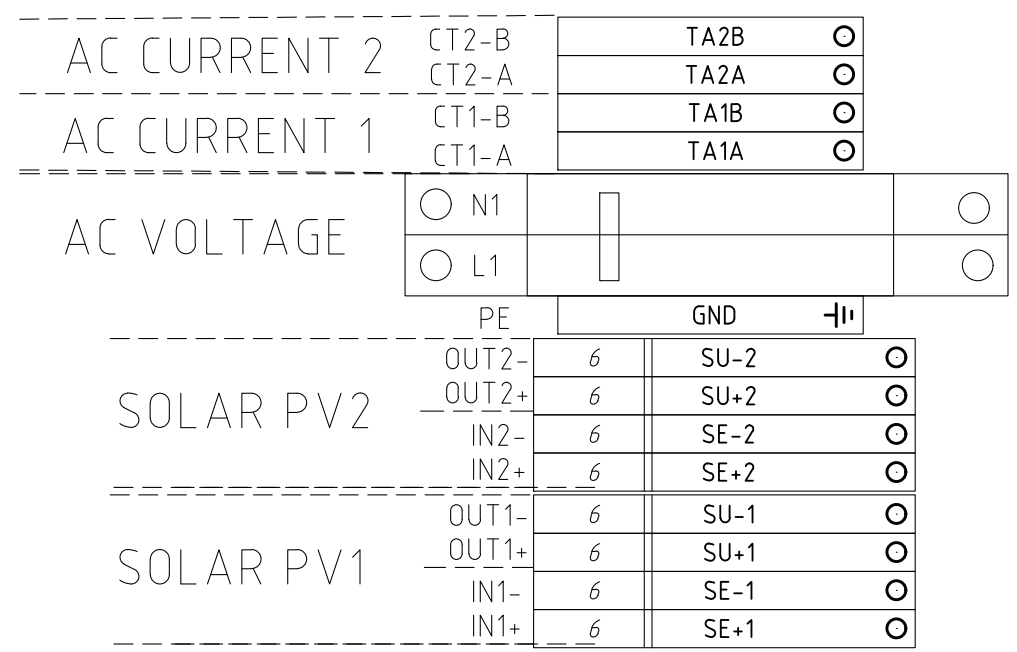 AC CURRENT 2
CT2-B TA2B
CT2-A TA2A
AC CURRENT 1
CT1-B TA1B
CT1-A TA1A
AC VOLTAGE
N1
L1
PE GND
SOLAR PV2
OUT2- 6 SU-2
OUT2+ 6 SU+2
IN2- 6 SE-2
IN2+ 6 SE+2
SOLAR PV1
OUT1- 6 SU-1
OUT1+ 6 SU+1
IN1- 6 SE-1
IN1+ 6 SE+1